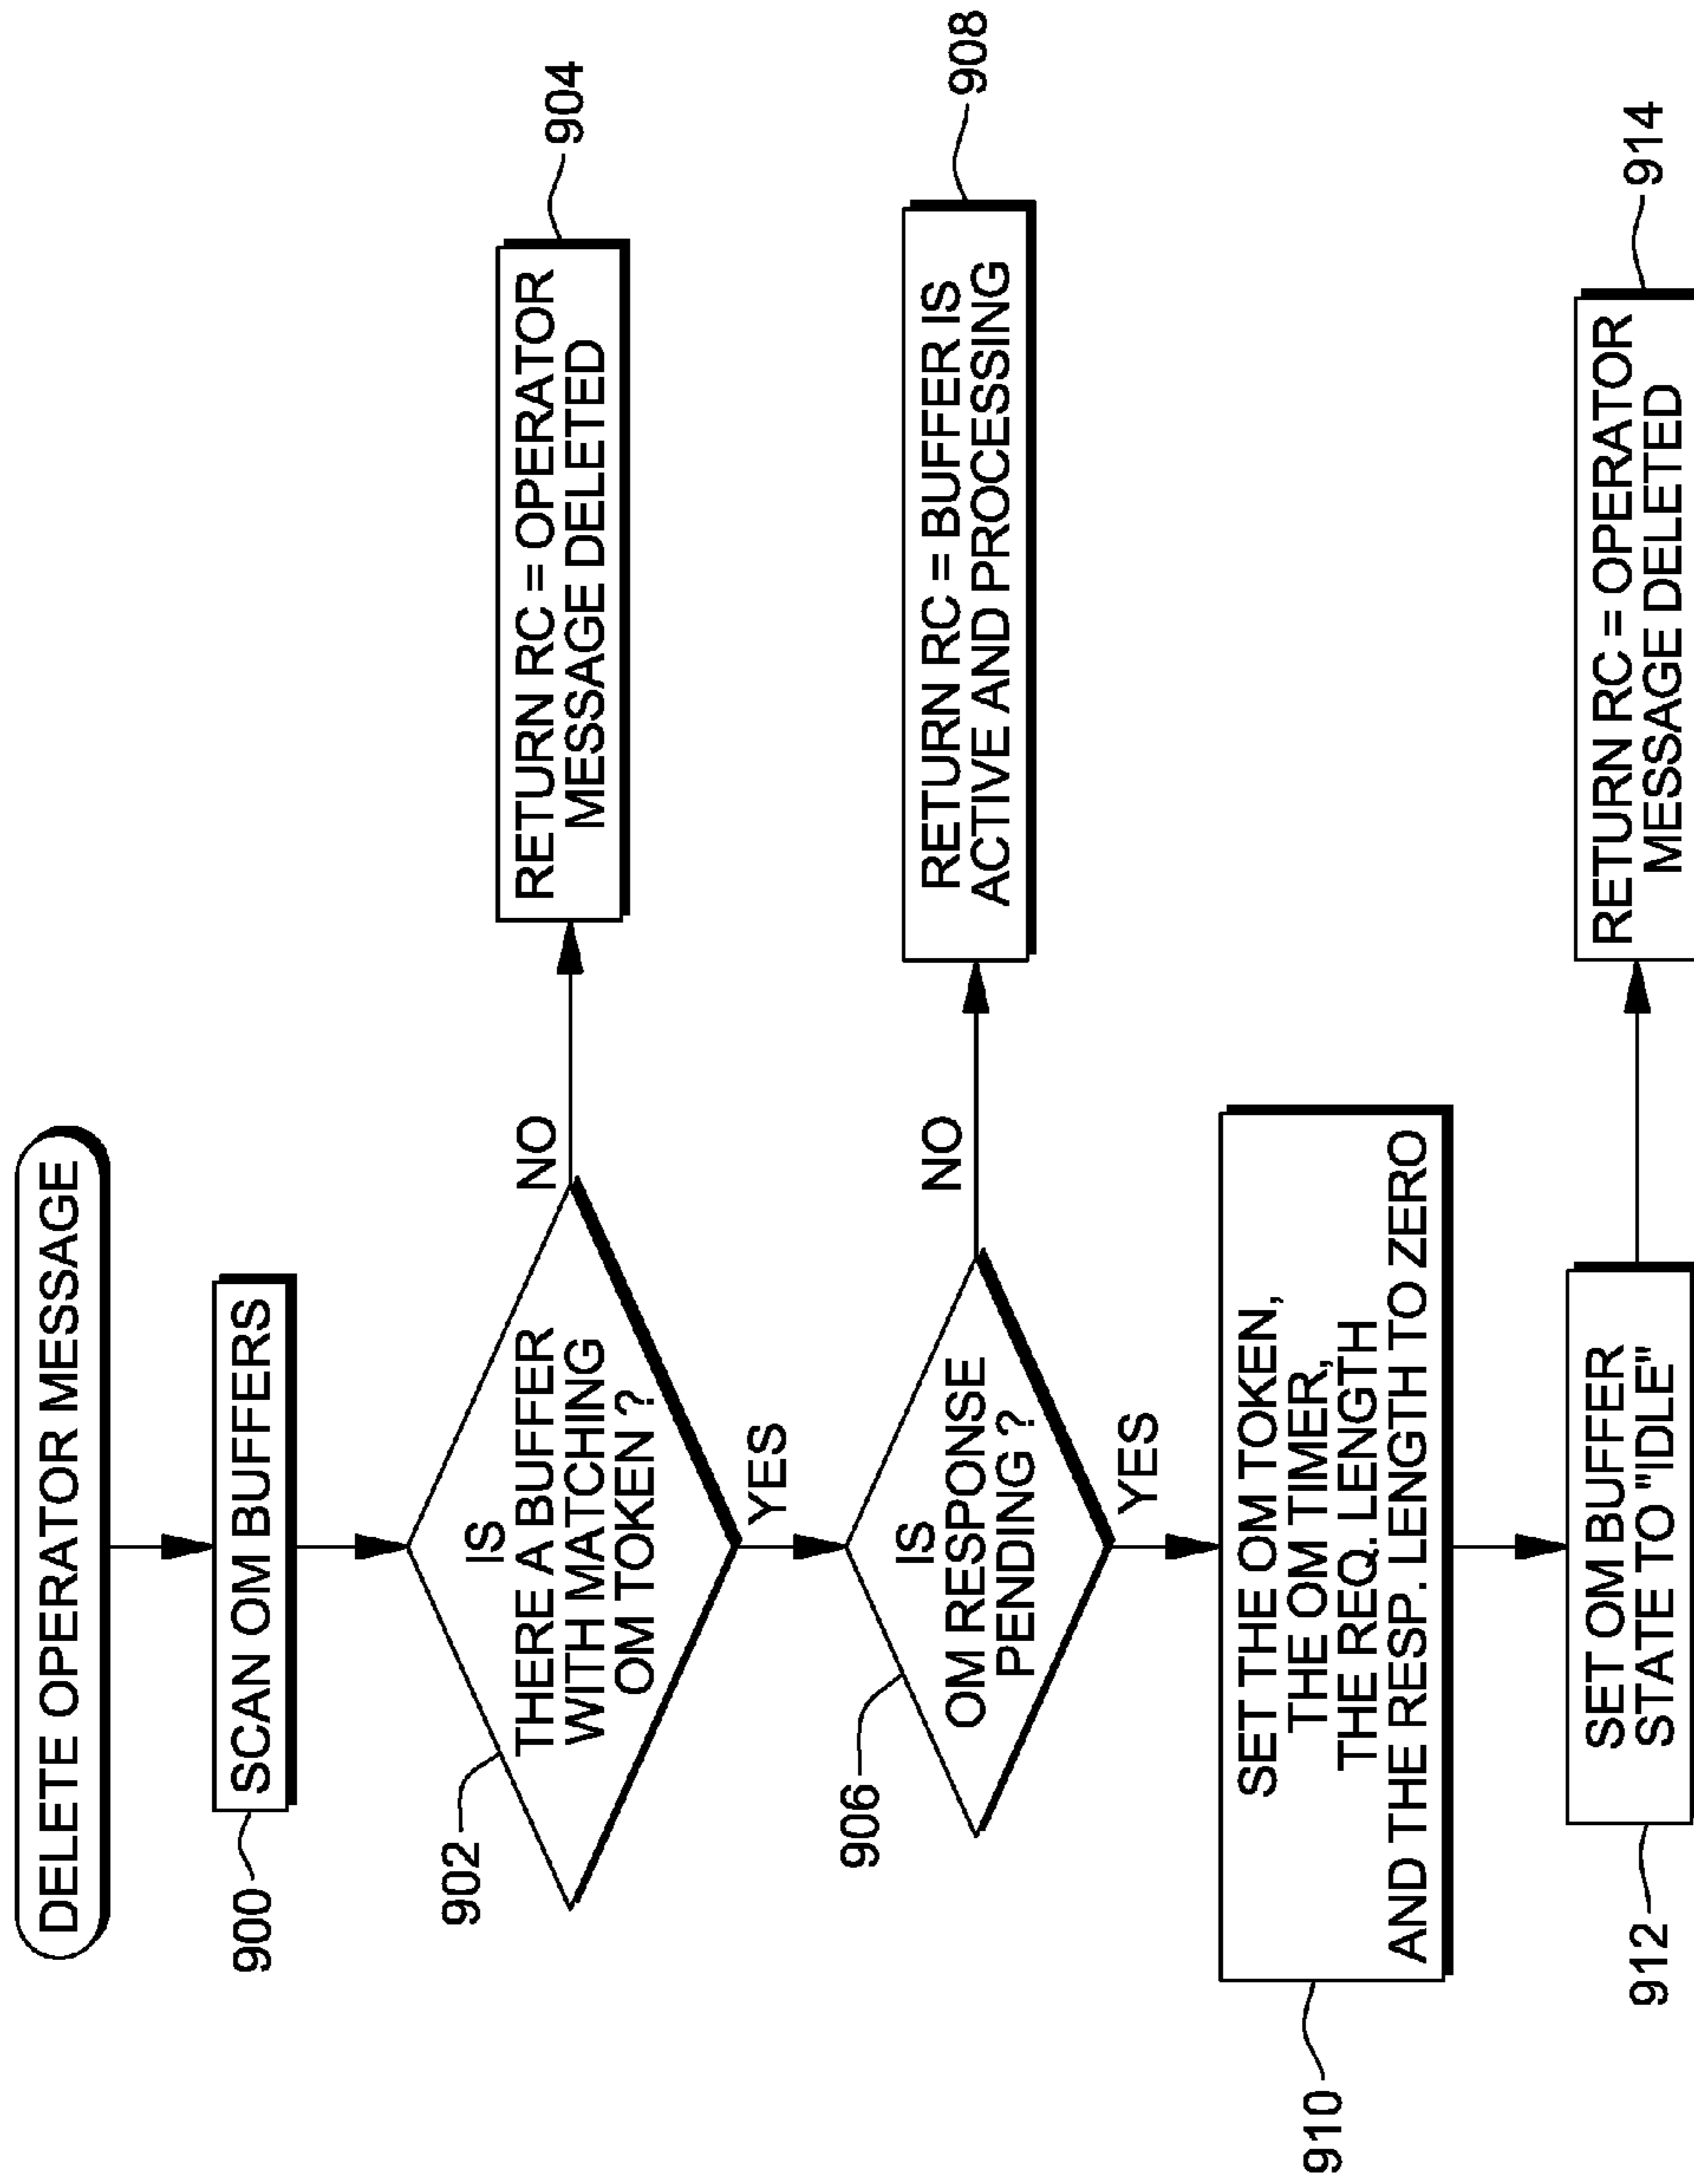 DELETE OPERATOR MESSAGE
900
SCAN OM BUFFERS
902
IS
THERE A BUFFER
WITH MATCHING
OM TOKEN ?
NO
RETURN RC = OPERATOR
MESSAGE DELETED
904
YES
906
IS
OM RESPONSE
PENDING ?
NO
RETURN RC = BUFFER IS
ACTIVE AND PROCESSING
908
YES
910
SET THE OM TOKEN,
THE OM TIMER,
THE REQ. LENGTH
AND THE RESP. LENGTH TO ZERO
912
SET OM BUFFER
STATE TO "IDLE"
RETURN RC = OPERATOR
MESSAGE DELETED
914